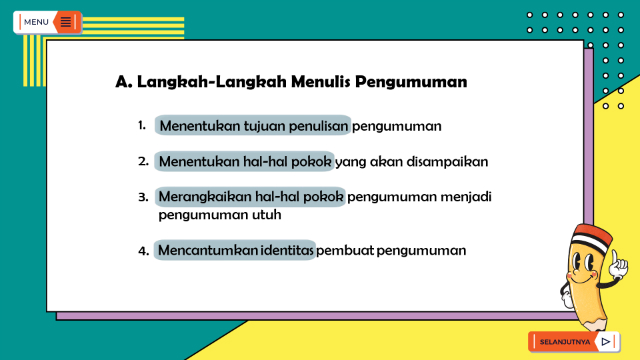 MENU
A. Langkah-Langkah Menulis Pengumuman
1. Menentukan tujuan penulisan pengumuman
2. Menentukan hal-hal pokok yang akan disampaikan
3. Merangkaikan hal-hal pokok pengumuman menjadi
pengumuman utuh
4. Mencantumkan identitas pembuat pengumuman
SELANJUTNYA